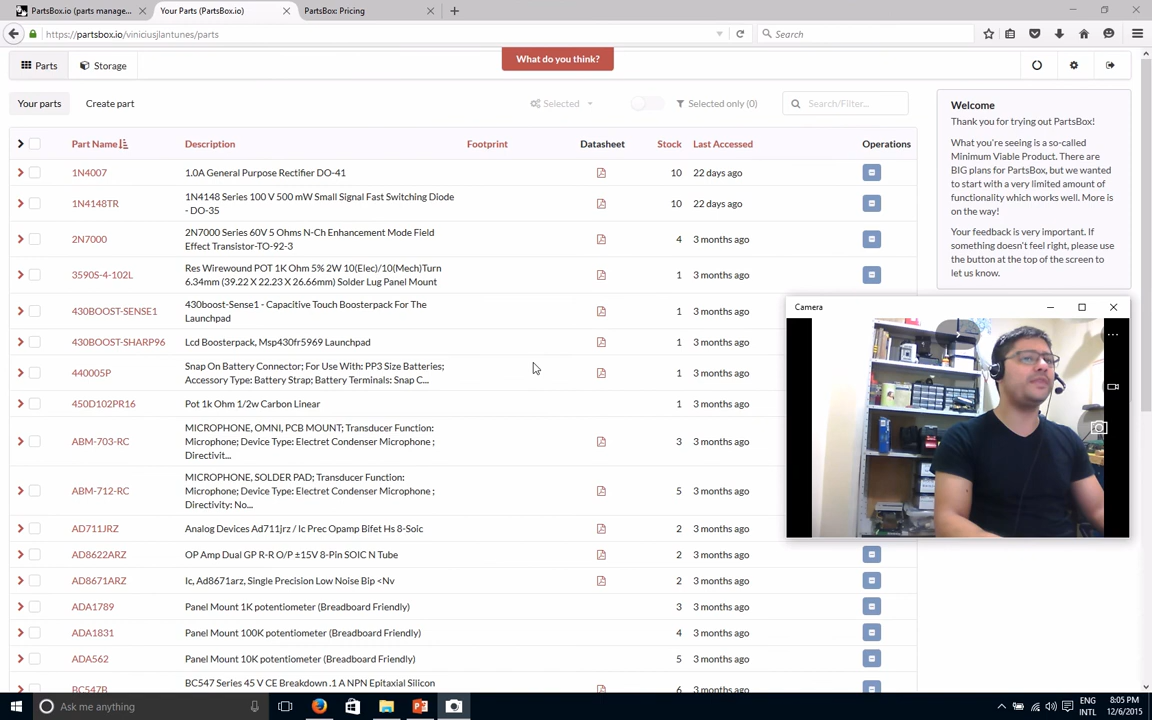 PartsBox.io (parts manage...
Your Parts (PartsBox.io)
PartsBox: Pricing
https://partsbox.io/viniciusjlantunes/parts
Search
Parts
Storage
What do you think?
Your parts
Create part
Selected
Selected only (0)
Search/Filter...
Part Name Description Footprint Datasheet Stock Last Accessed Operations
1N4007 1.0A General Purpose Rectifier DO-41 10 22 days ago
1N4148TR 1N4148 Series 100 V 500 mW Small Signal Fast Switching Diode
- DO-35 10 22 days ago
2N7000 2N7000 Series 60V 5 Ohms N-Ch Enhancement Mode Field
Effect Transistor-TO-92-3 4 3 months ago
3590S-4-102L Res Wirewound POT 1K Ohm 5% 2W 10(Elec)/10(Mech)Turn
6.34mm (39.22 X 22.23 X 26.66mm) Solder Lug Panel Mount 1 3 months ago
430BOOST-SENSE1 430boost-Sense1 - Capacitive Touch Boosterpack For The
Launchpad 1 3 months ago
430BOOST-SHARP96 Lcd Boosterpack, Msp430fr5969 Launchpad 1 3 months ago
440005P Snap On Battery Connector; For Use With: PP3 Size Batteries;
Accessory Type: Battery Strap; Battery Terminals: Snap C... 1 3 months ago
450D102PR16 Pot 1k Ohm 1/2w Carbon Linear 1 3 months ago
ABM-703-RC MICROPHONE, OMNI, PCB MOUNT; Transducer Function:
Microphone; Device Type: Electret Condenser Microphone ;
Directivit... 3 3 months ago
ABM-712-RC MICROPHONE, SOLDER PAD; Transducer Function:
Microphone; Device Type: Electret Condenser Microphone ;
Directivity: No... 5 3 months ago
AD711JRZ Analog Devices Ad711jrz / Ic Prec Opamp Bifet Hs 8-Soic 2 3 months ago
AD8622ARZ OP Amp Dual GP R-R O/P ±15V 8-Pin SOIC N Tube 2 3 months ago
AD8671ARZ Ic, Ad8671arz, Single Precision Low Noise Bip <Nv 2 3 months ago
ADA1789 Panel Mount 1K potentiometer (Breadboard Friendly) 3 3 months ago
ADA1831 Panel Mount 100K potentiometer (Breadboard Friendly) 4 3 months ago
ADA562 Panel Mount 10K potentiometer (Breadboard Friendly) 5 3 months ago
BC547B BC547 Series 45 V CE Breakdown .1 A NPN Epitaxial Silicon 6 3 months ago
Welcome
Thank you for trying out PartsBox!
What you're seeing is a so-called
Minimum Viable Product. There are
BIG plans for PartsBox, but we wanted
to start with a very limited amount of
functionality which works well. More is
on the way!
Your feedback is very important. If
something doesn't feel right, please use
the button at the top of the screen to
let us know.
Camera
Ask me anything
ENG
INTL
8:05 PM
12/6/2015